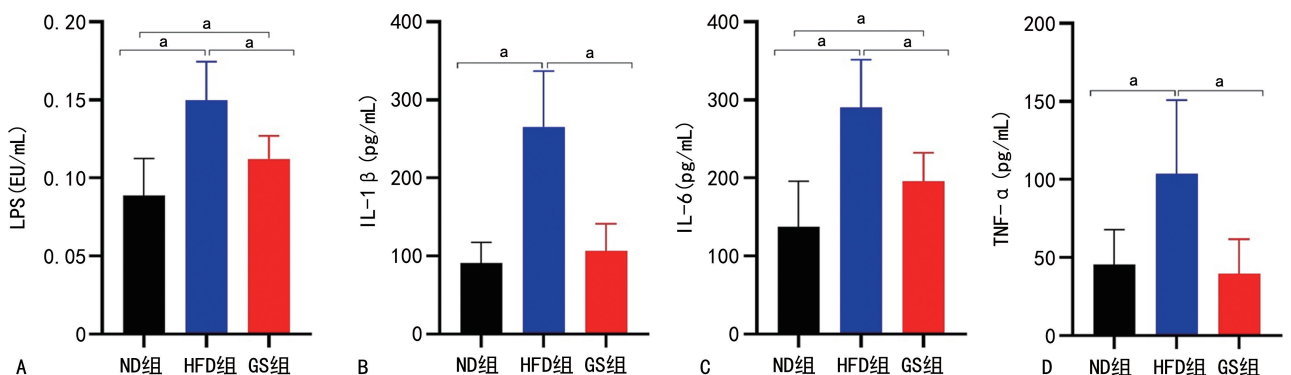 LPS(EU/mL)
0.20
0.15
0.10
0.05
0
a
a
a
ND组 HFD组 GS组
A
IL-1β(pg/mL)
400
300
200
100
0
a
a
ND组 HFD组 GS组
B
IL-6(pg/mL)
400
300
200
100
0
a
a
a
ND组 HFD组 GS组
C
TNF-α(pg/mL)
200
150
100
50
0
a
a
ND组 HFD组 GS组
D